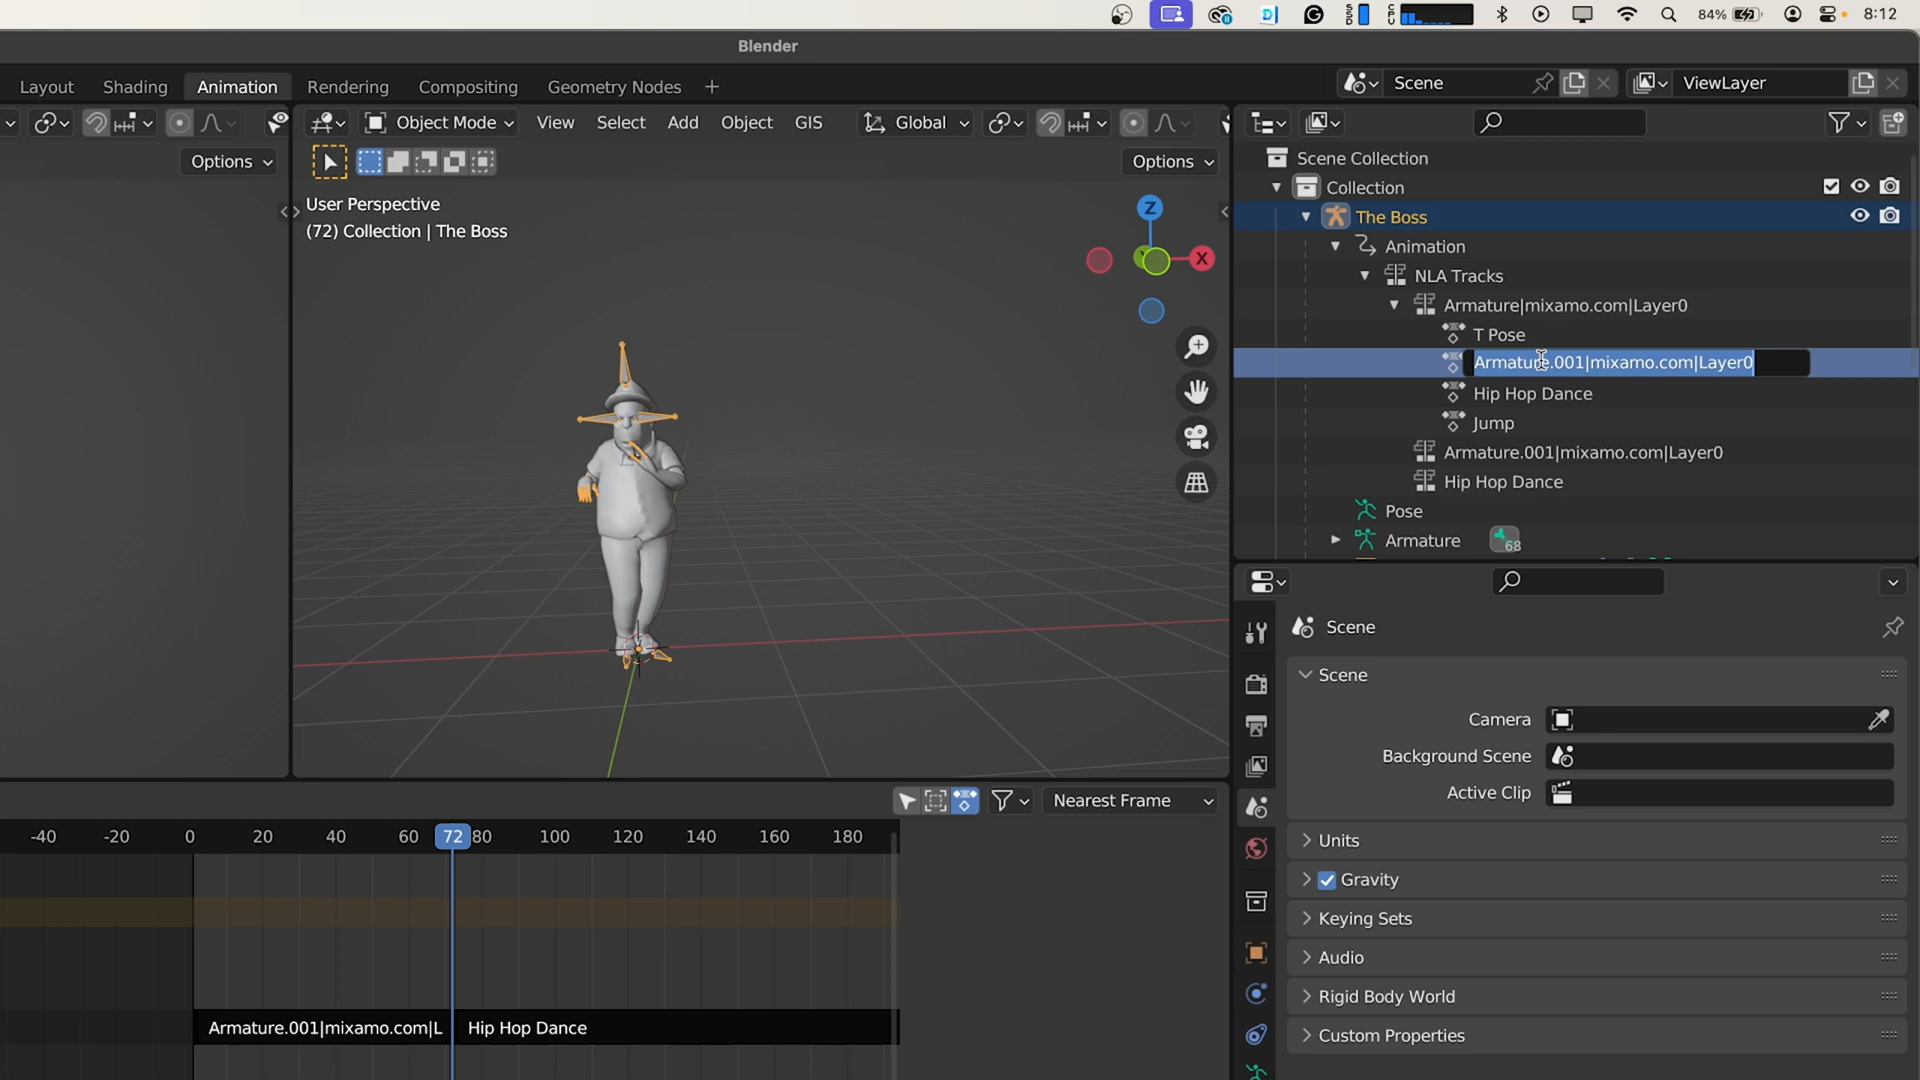 84% 8:12
Blender
Layout Shading Animation Rendering Compositing Geometry Nodes + Scene ViewLayer
Object Mode View Select Add Object GIS Global
Options Options
User Perspective
(72) Collection | The Boss
Z
X
Scene Collection
Collection
The Boss
Animation
NLA Tracks
Armature|mixamo.com|Layer0
T Pose
Armature.001|mixamo.com|Layer0
Hip Hop Dance
Jump
Armature.001|mixamo.com|Layer0
Hip Hop Dance
Pose
Armature 68
Scene
Scene
Camera
Background Scene
Active Clip
Units
Gravity
Keying Sets
Audio
Rigid Body World
Custom Properties
Nearest Frame
-40 -20 0 20 40 60 72 80 100 120 140 160 180
Armature.001|mixamo.com|L Hip Hop Dance